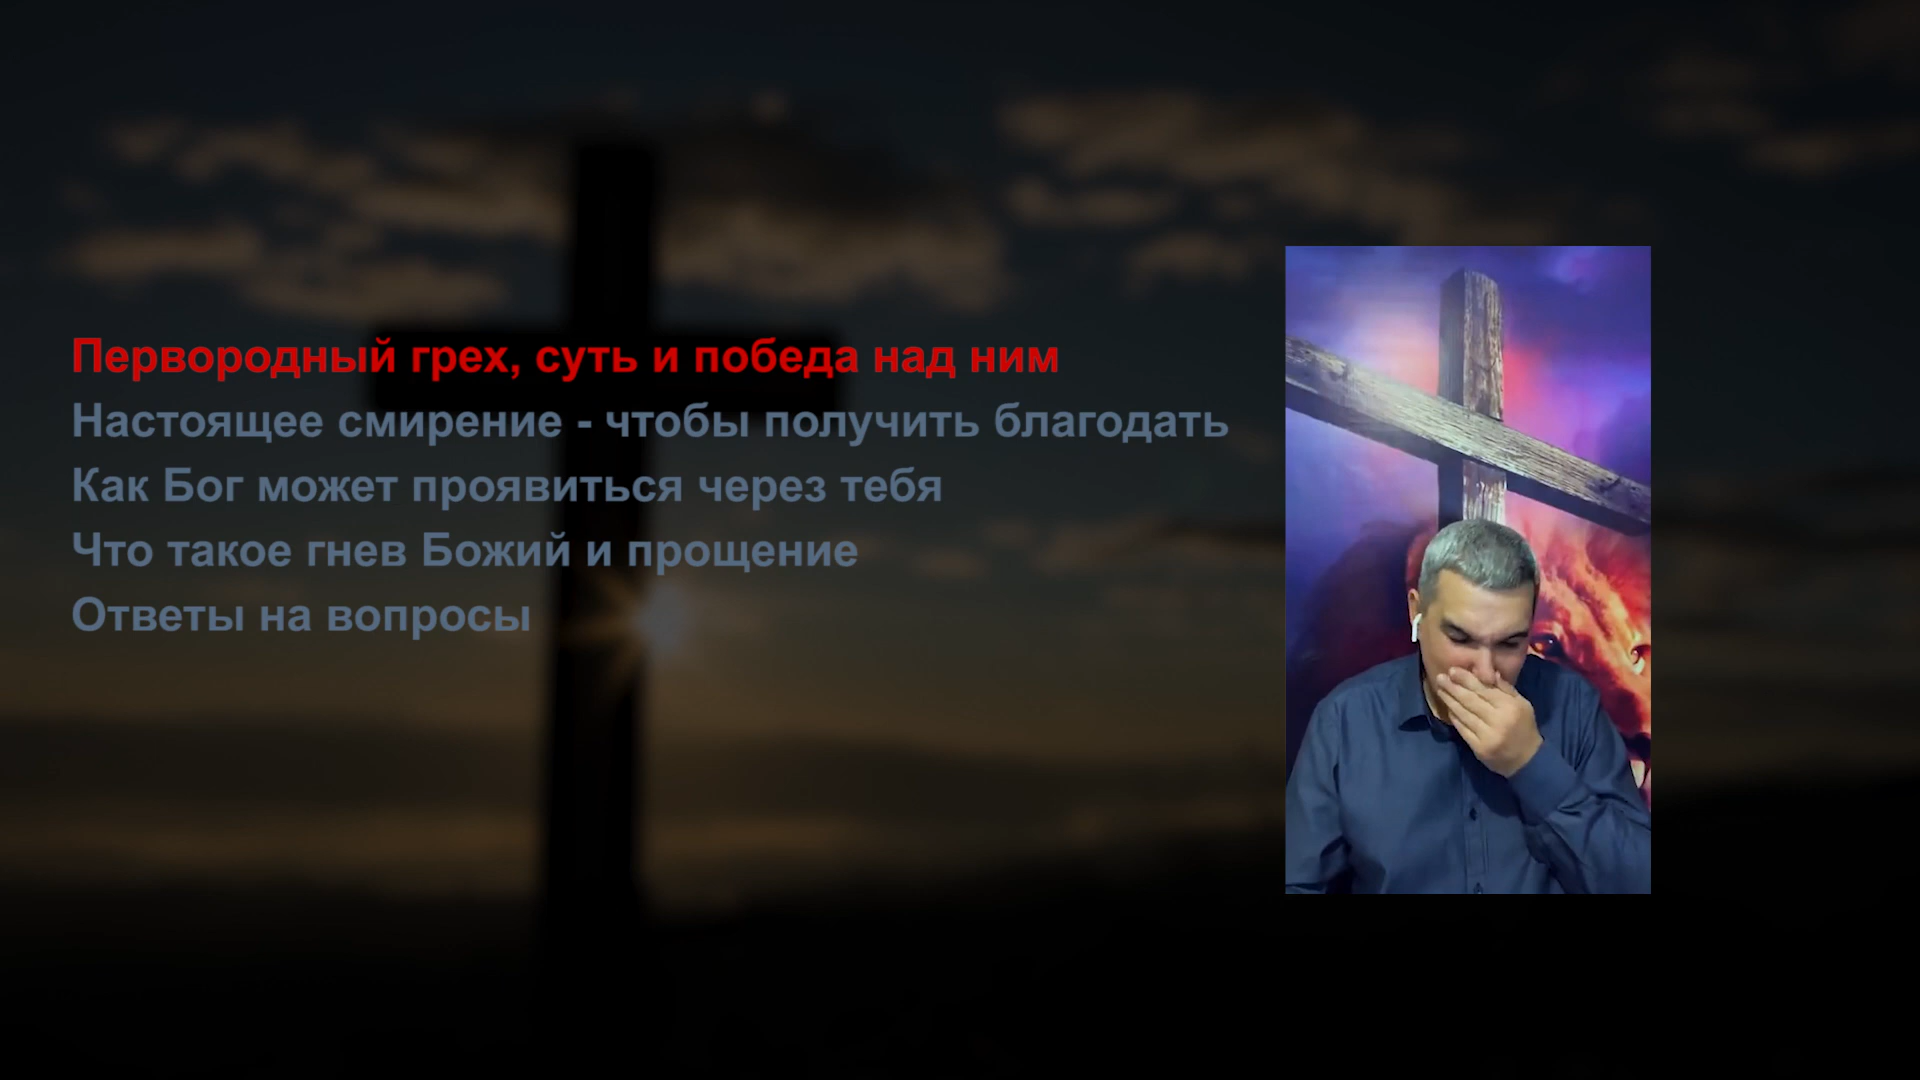 Первородный грех, суть и победа над ним
Настоящее смирение - чтобы получить благодать
Как Бог может проявиться через тебя
Что такое гнев Божий и прощение
Ответы на вопросы